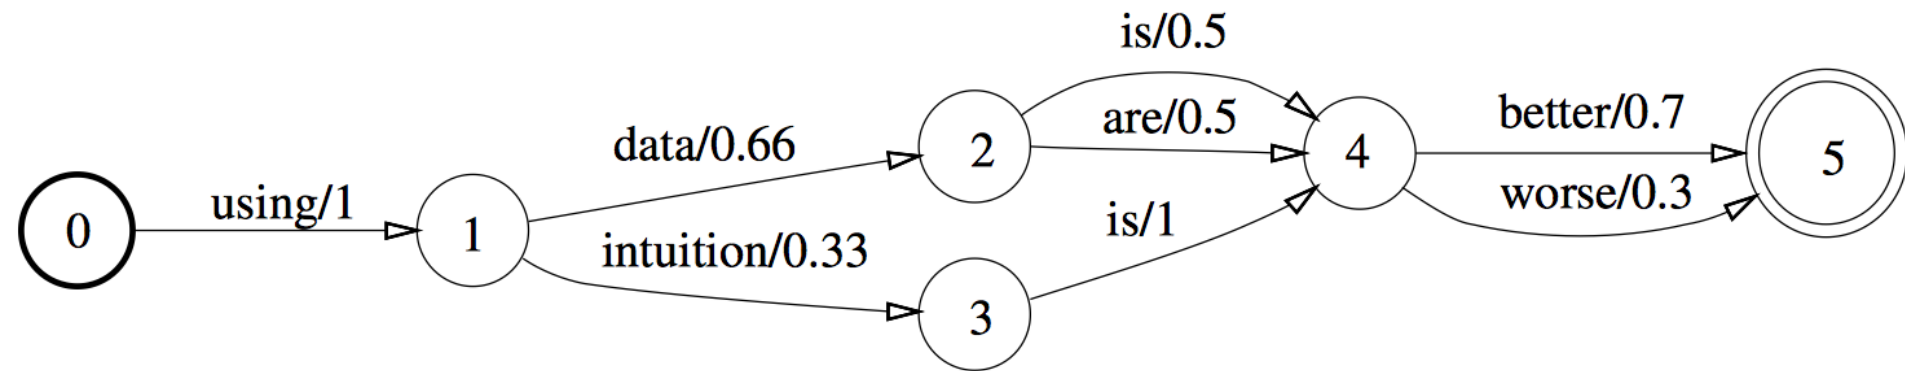 is/0.5
are/0.5
better/0.7
data/0.66
2
4
5
using/1
is/1
worse/0.3
0
1
intuition/0.33
3